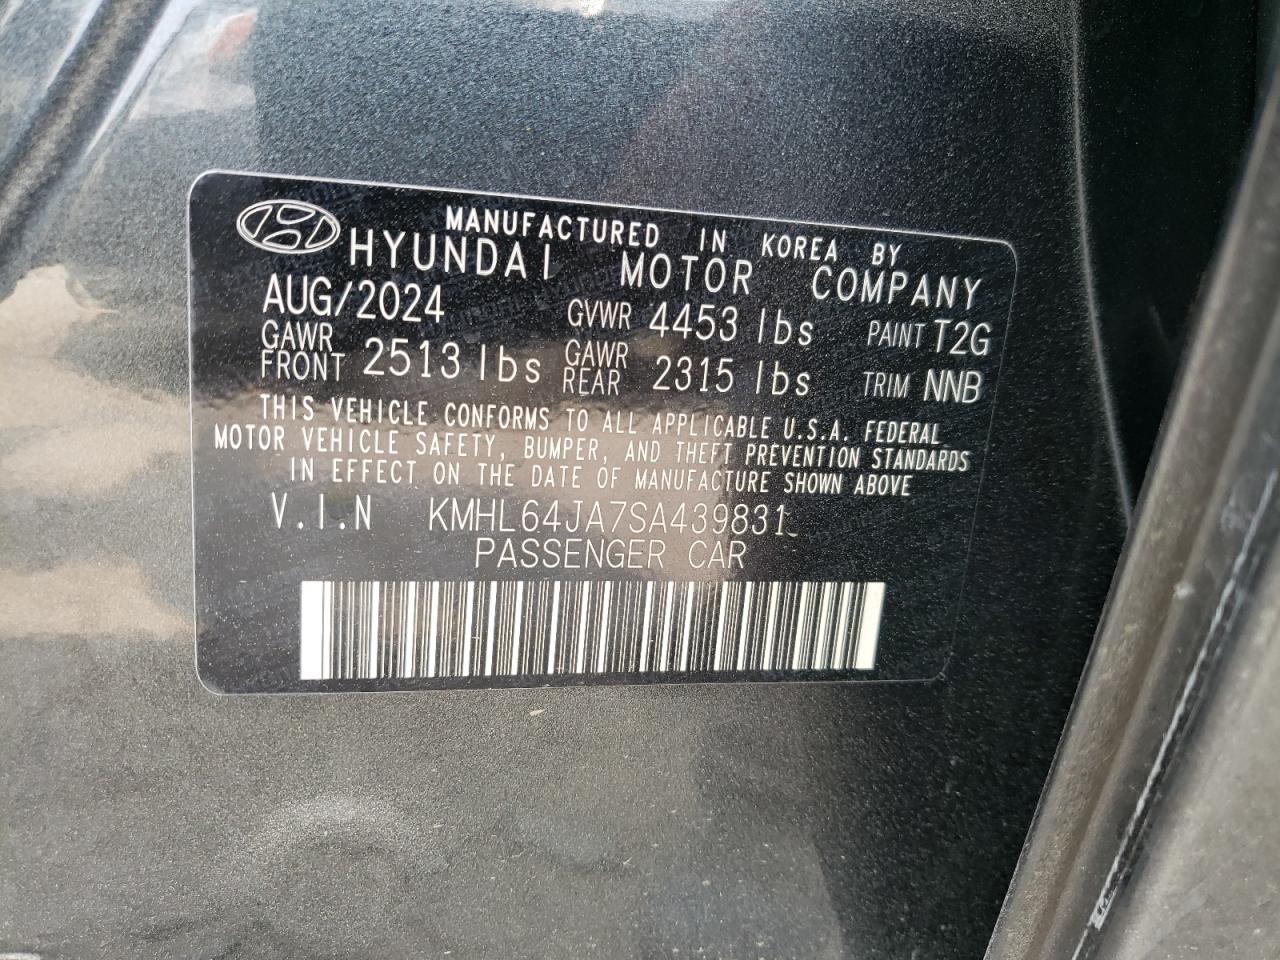 MANUFACTURED IN KOREA BY
HYUNDAI MOTOR COMPANY
AUG/2024 GVWR 4453 lbs PAINT T2G
GAWR FRONT 2513 lbs GAWR REAR 2315 lbs TRIM NNB
THIS VEHICLE CONFORMS TO ALL APPLICABLE U.S.A. FEDERAL
MOTOR VEHICLE SAFETY, BUMPER, AND THEFT PREVENTION STANDARDS
IN EFFECT ON THE DATE OF MANUFACTURE SHOWN ABOVE
V.I.N KMHL64JA7SA439831
PASSENGER CAR